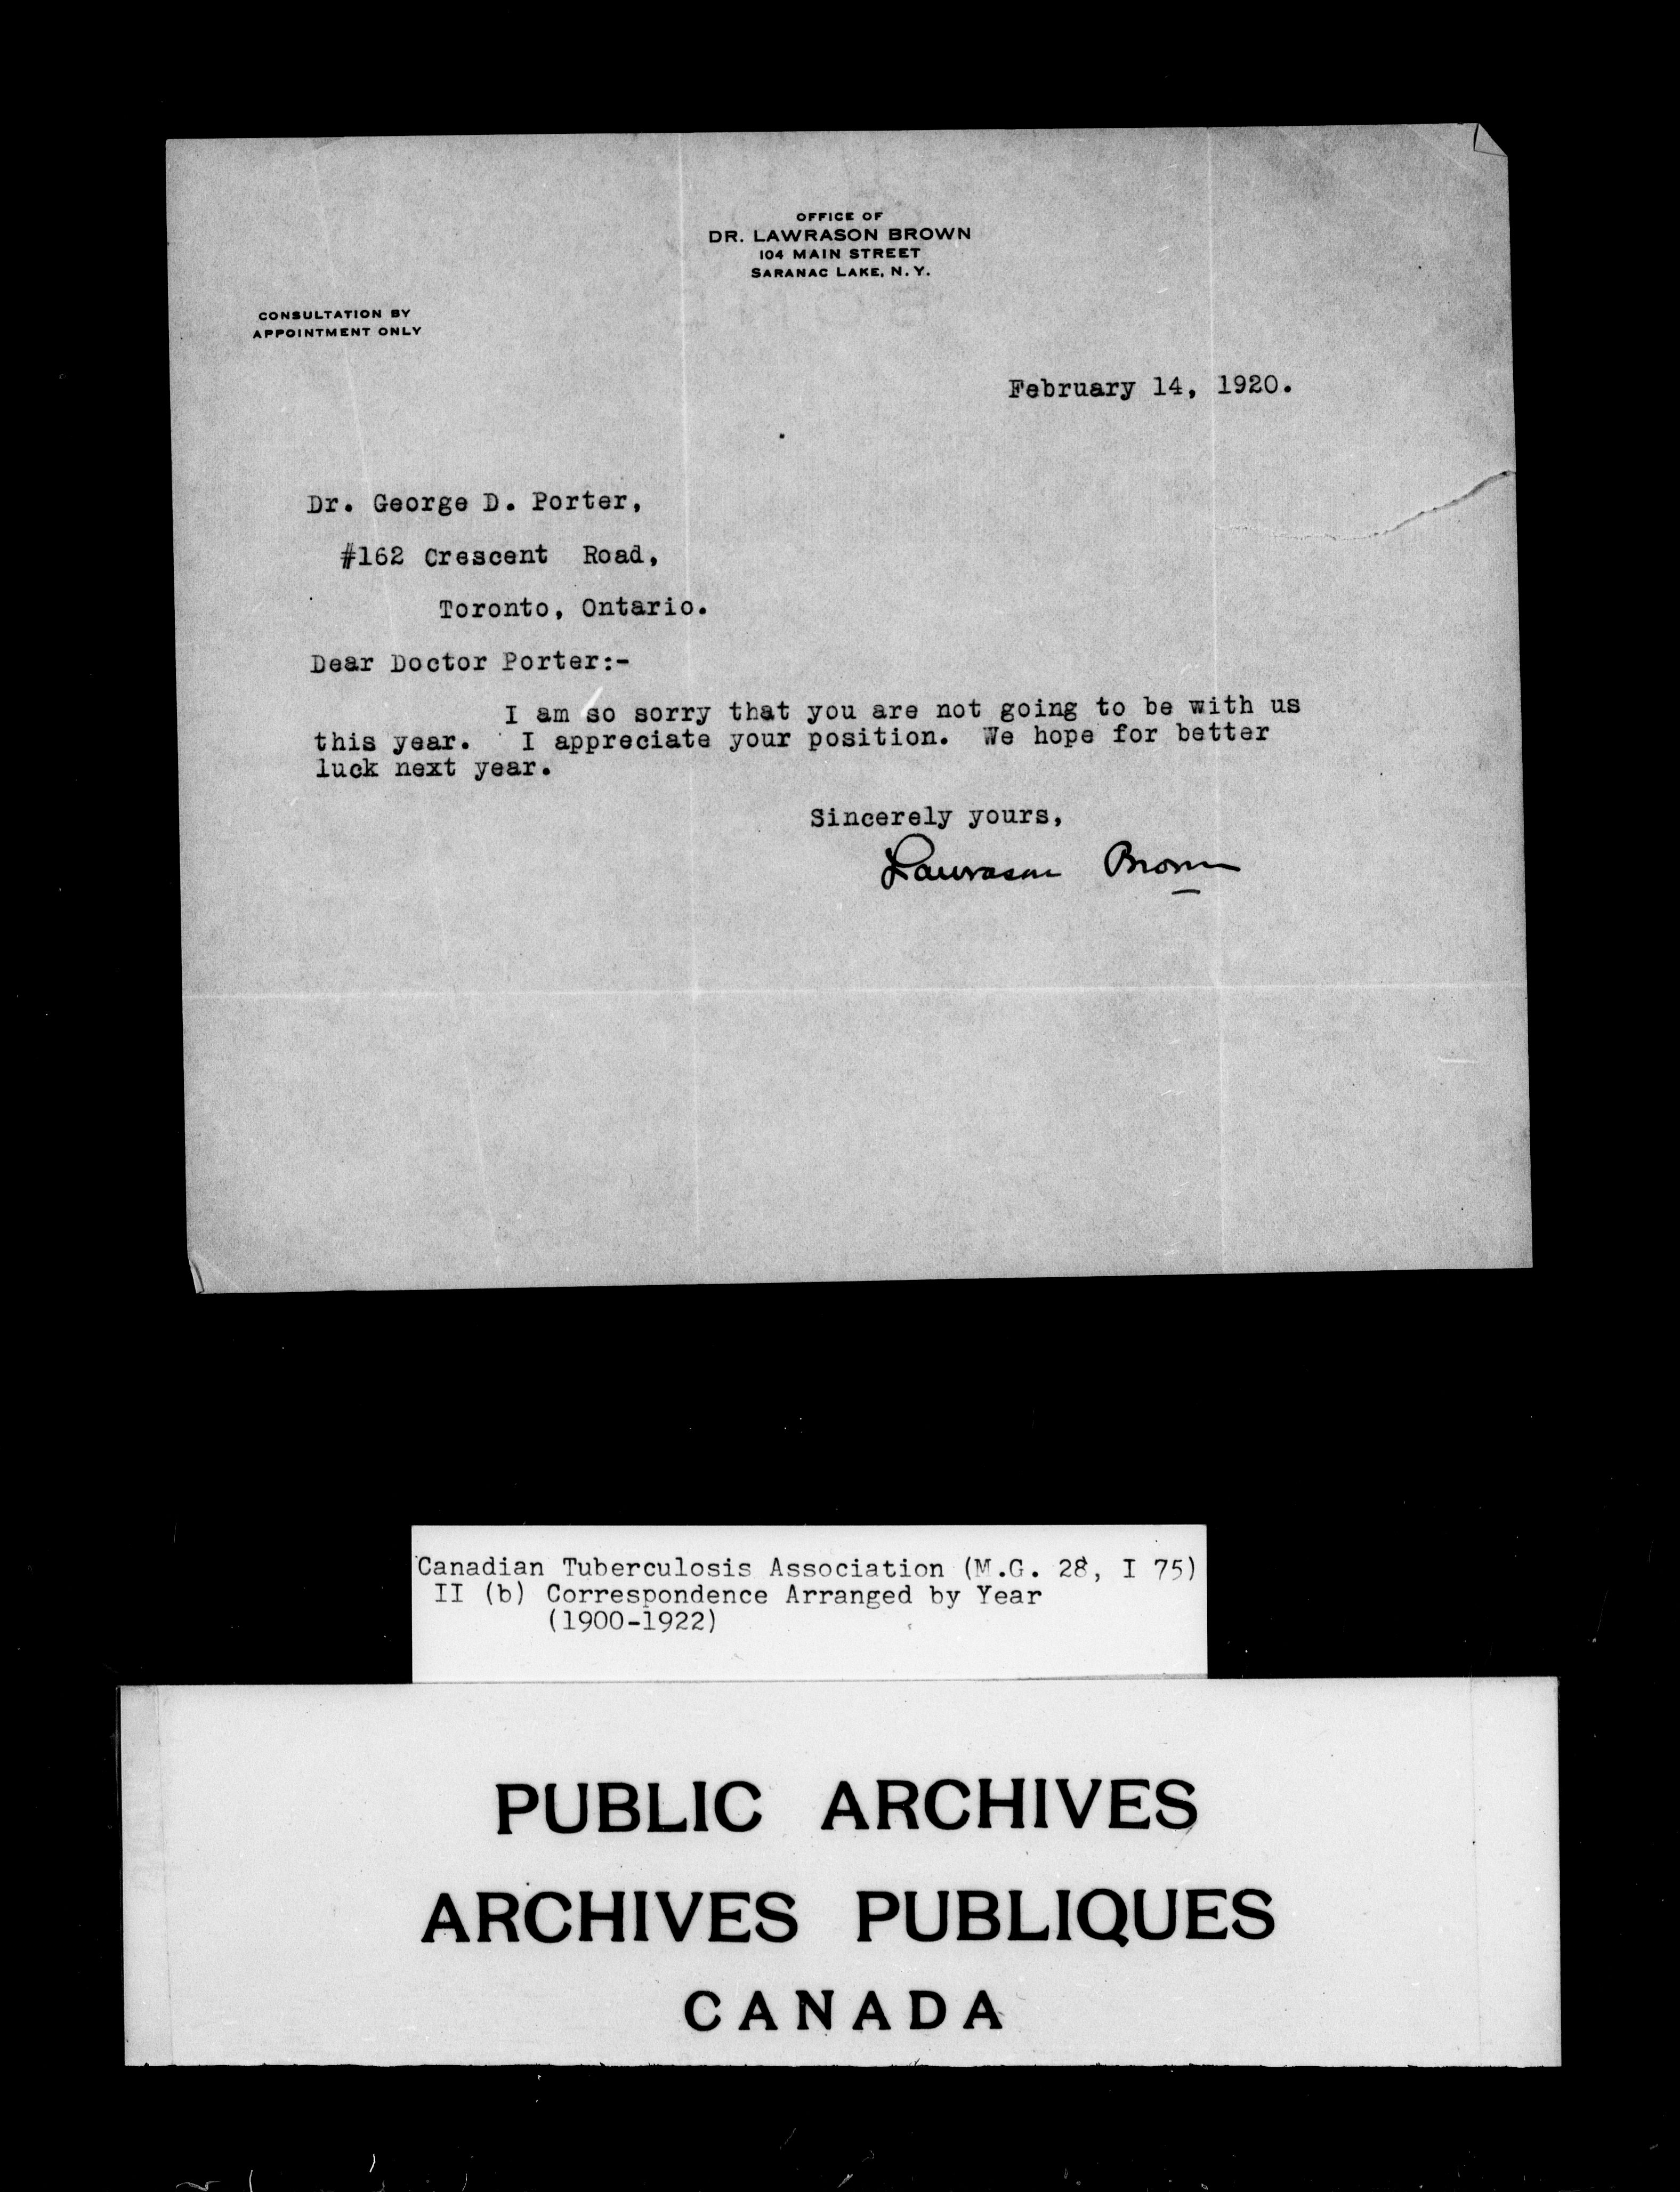 OFFICE OF
DR. LAWRASON BROWN
104 MAIN STREET
SARANAC LAKE, N.Y.
CONSULTATION BY
APPOINTMENT ONLY
February 14, 1920.
Dr. George D. Porter,
#162 Crescent Road,
Toronto, Ontario.
Dear Doctor Porter:-
I am so sorry that you are not going to be with us
this year. I appreciate your position. We hope for better
luck next year.
Sincerely yours,
Lawrason Brown
Canadian Tuberculosis Association (M.G. 28, I 75)
II (b) Correspondence Arranged by Year
(1900-1922)
PUBLIC ARCHIVES
ARCHIVES PUBLIQUES
CANADA